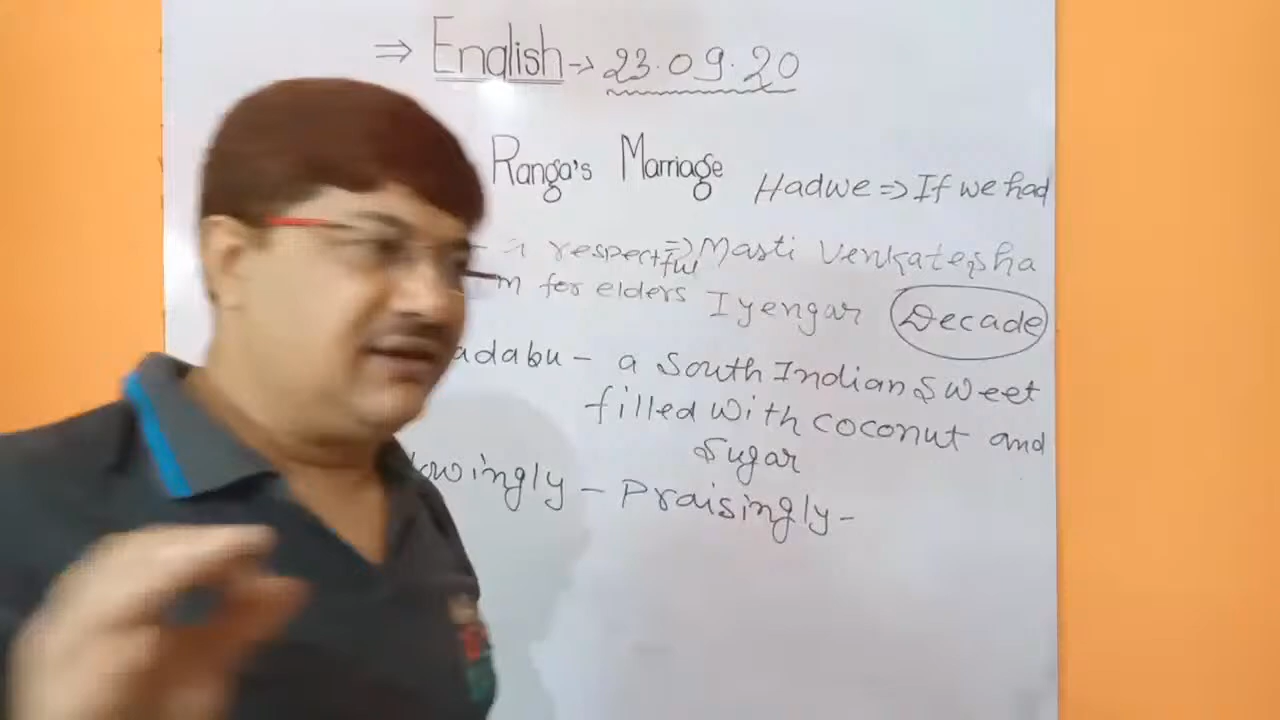 ⇒ English → 23.09.20
Ranga's Marriage
Hadwe ⇒ If we had
- a respectful
for elders
⇒ Masti Venkatesha
Iyengar
Decade
adabu - a South Indian Sweet
filled with coconut and
Sugar
wingly - Praisingly -